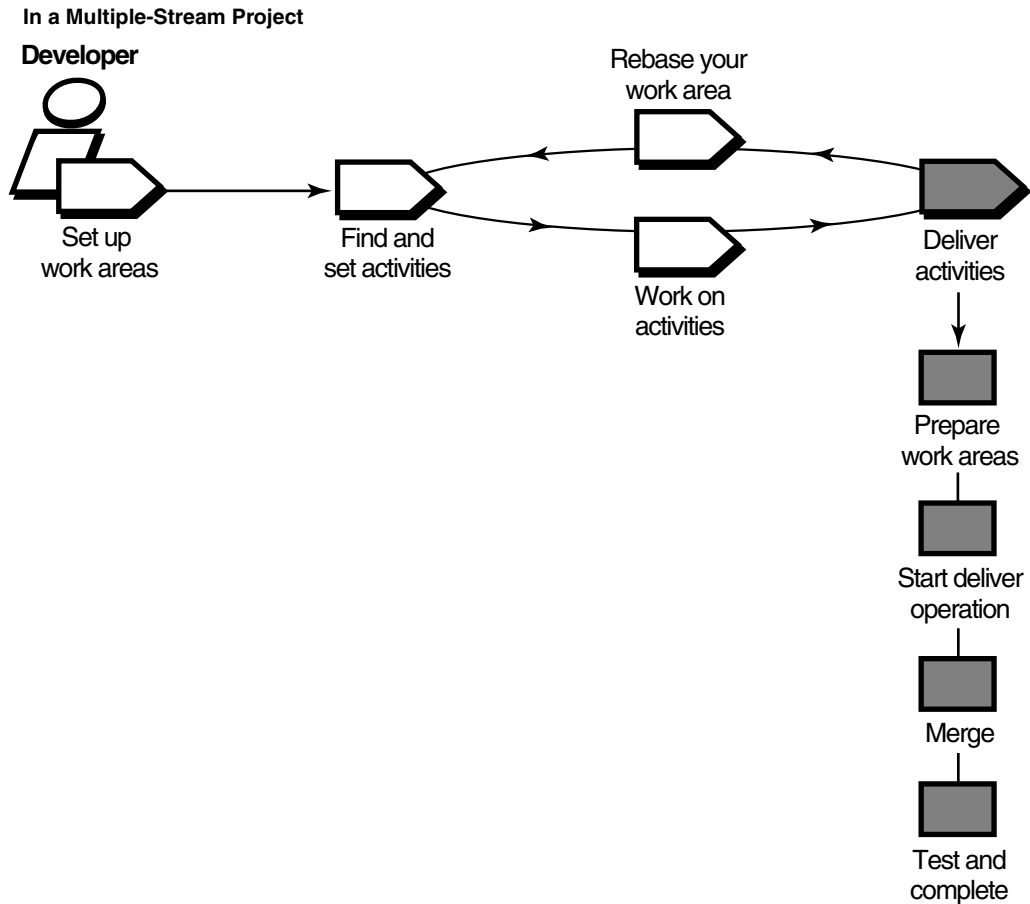 In a Multiple-Stream Project
Developer
Rebase your
work area
Set up
work areas
Find and
set activities
Work on
activities
Deliver
activities
Prepare
work areas
Start deliver
operation
Merge
Test and
complete